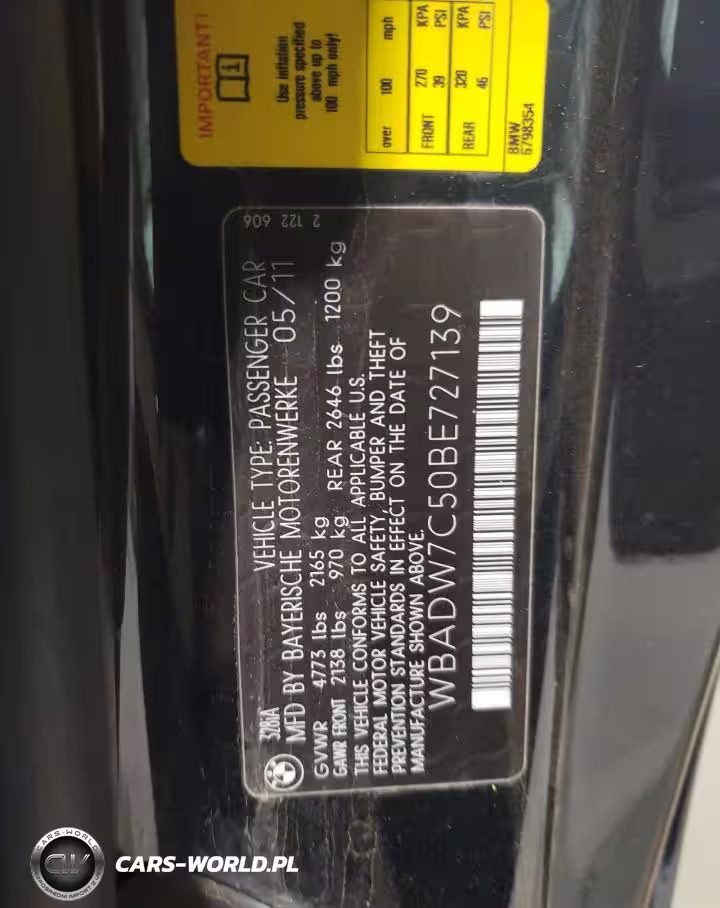 IMPORTANT!
Use inflation
pressure specified
above up to
100 mph only!
mph
KPA
PSI
KPA
PSI
over
100
270
39
320
46
FRONT
REAR
BMW
6798354
2 122 606
328iA
VEHICLE TYPE: PASSENGER CAR
MFD BY BAYERISCHE MOTORENWERKE 05/11
GVWR 4773 lbs 2165 kg
GAWR FRONT 2138 lbs 970 kg REAR 2646 lbs 1200 kg
THIS VEHICLE CONFORMS TO ALL APPLICABLE U.S.
FEDERAL MOTOR VEHICLE SAFETY, BUMPER AND THEFT
PREVENTION STANDARDS IN EFFECT ON THE DATE OF
MANUFACTURE SHOWN ABOVE.
WBADW7C50BE727139
CARS-WORLD
CW
CARS-WORLD.PL